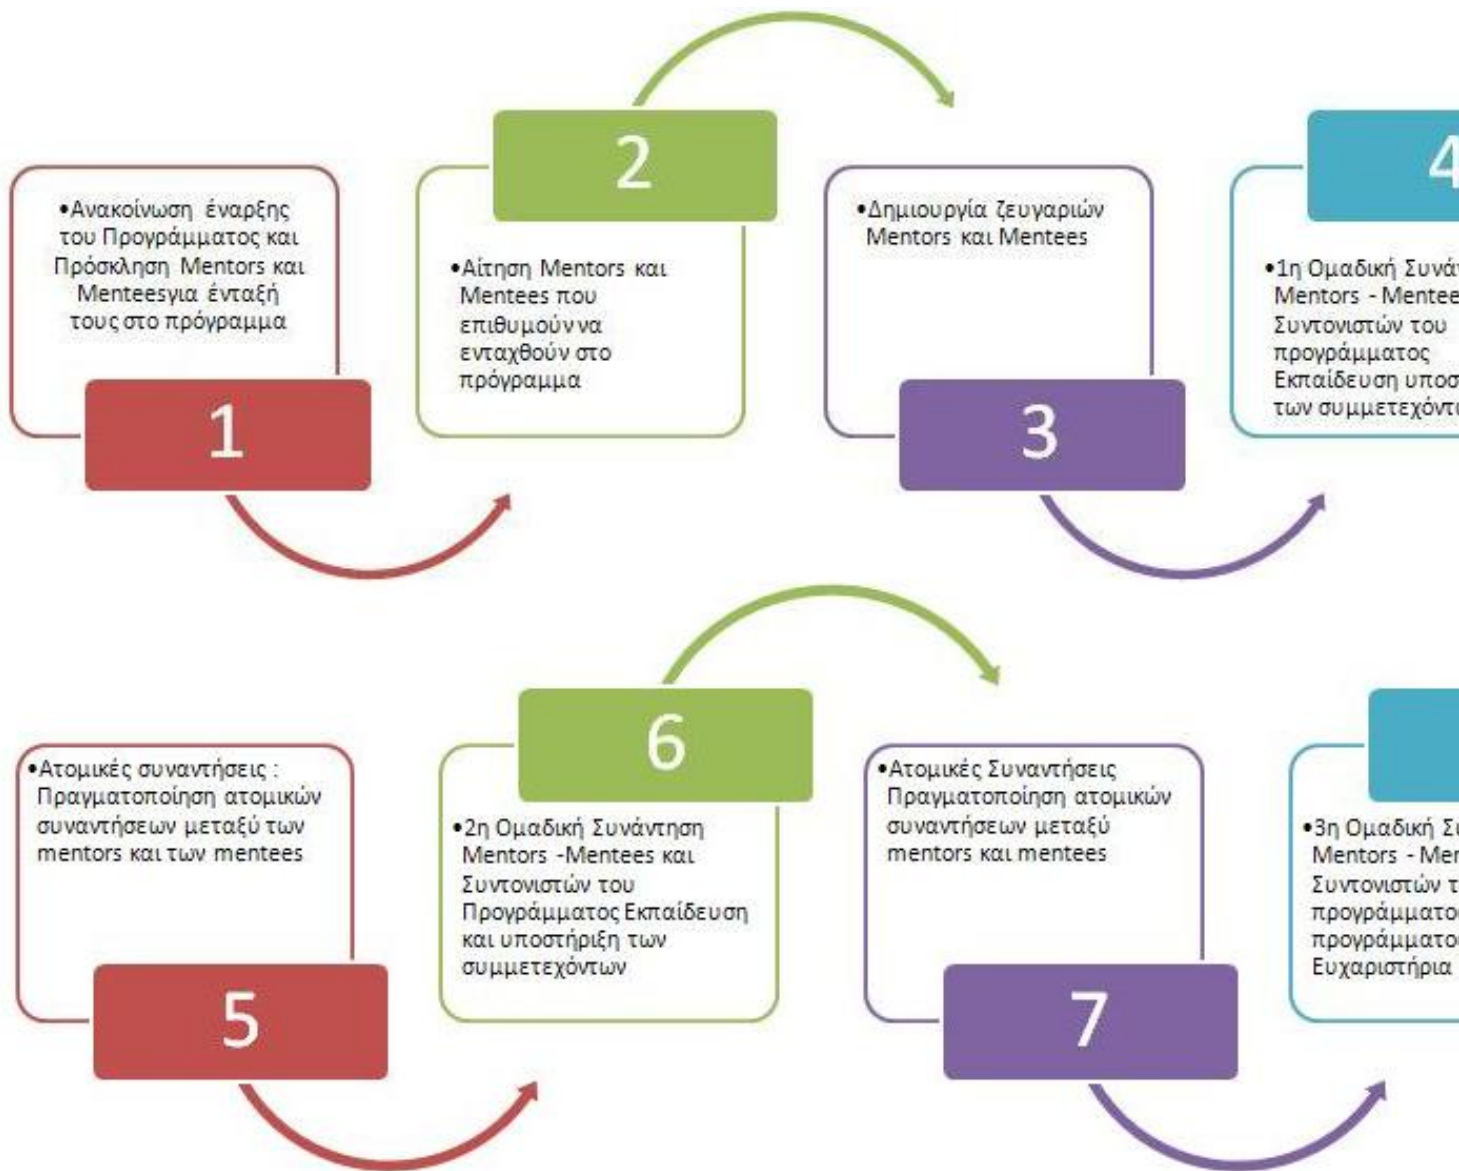 1
•Ανακοίνωση έναρξης
του Προγράμματος και
Πρόσκληση Mentors και
Menteesγια ένταξή
τους στο πρόγραμμα
2
•Αίτηση Mentors και
Mentees που
επιθυμούν να
ενταχθούν στο
πρόγραμμα
3
•Δημιουργία ζευγαριών
Mentors και Mentees
4
•1η Ομαδική
Mentors - Mentee
Συντονιστών του
προγράμματος
Εκπαίδευση
των
5
•Ατομικές συναντήσεις :
Πραγματοποίηση ατομικών
συναντήσεων μεταξύ των
mentors και των mentees
6
•2η Ομαδική Συνάντηση
Mentors -Mentees και
Συντονιστών του
Προγράμματος Εκπαίδευση
και υποστήριξη των
συμμετεχόντων
7
•Ατομικές Συναντήσεις
Πραγματοποίηση ατομικών
συναντήσεων μεταξύ
mentors και mentees
•3η Ομαδική
Mentors -
Συντονιστών
προγράμματο
προγράμματο
Ευχαριστήρια